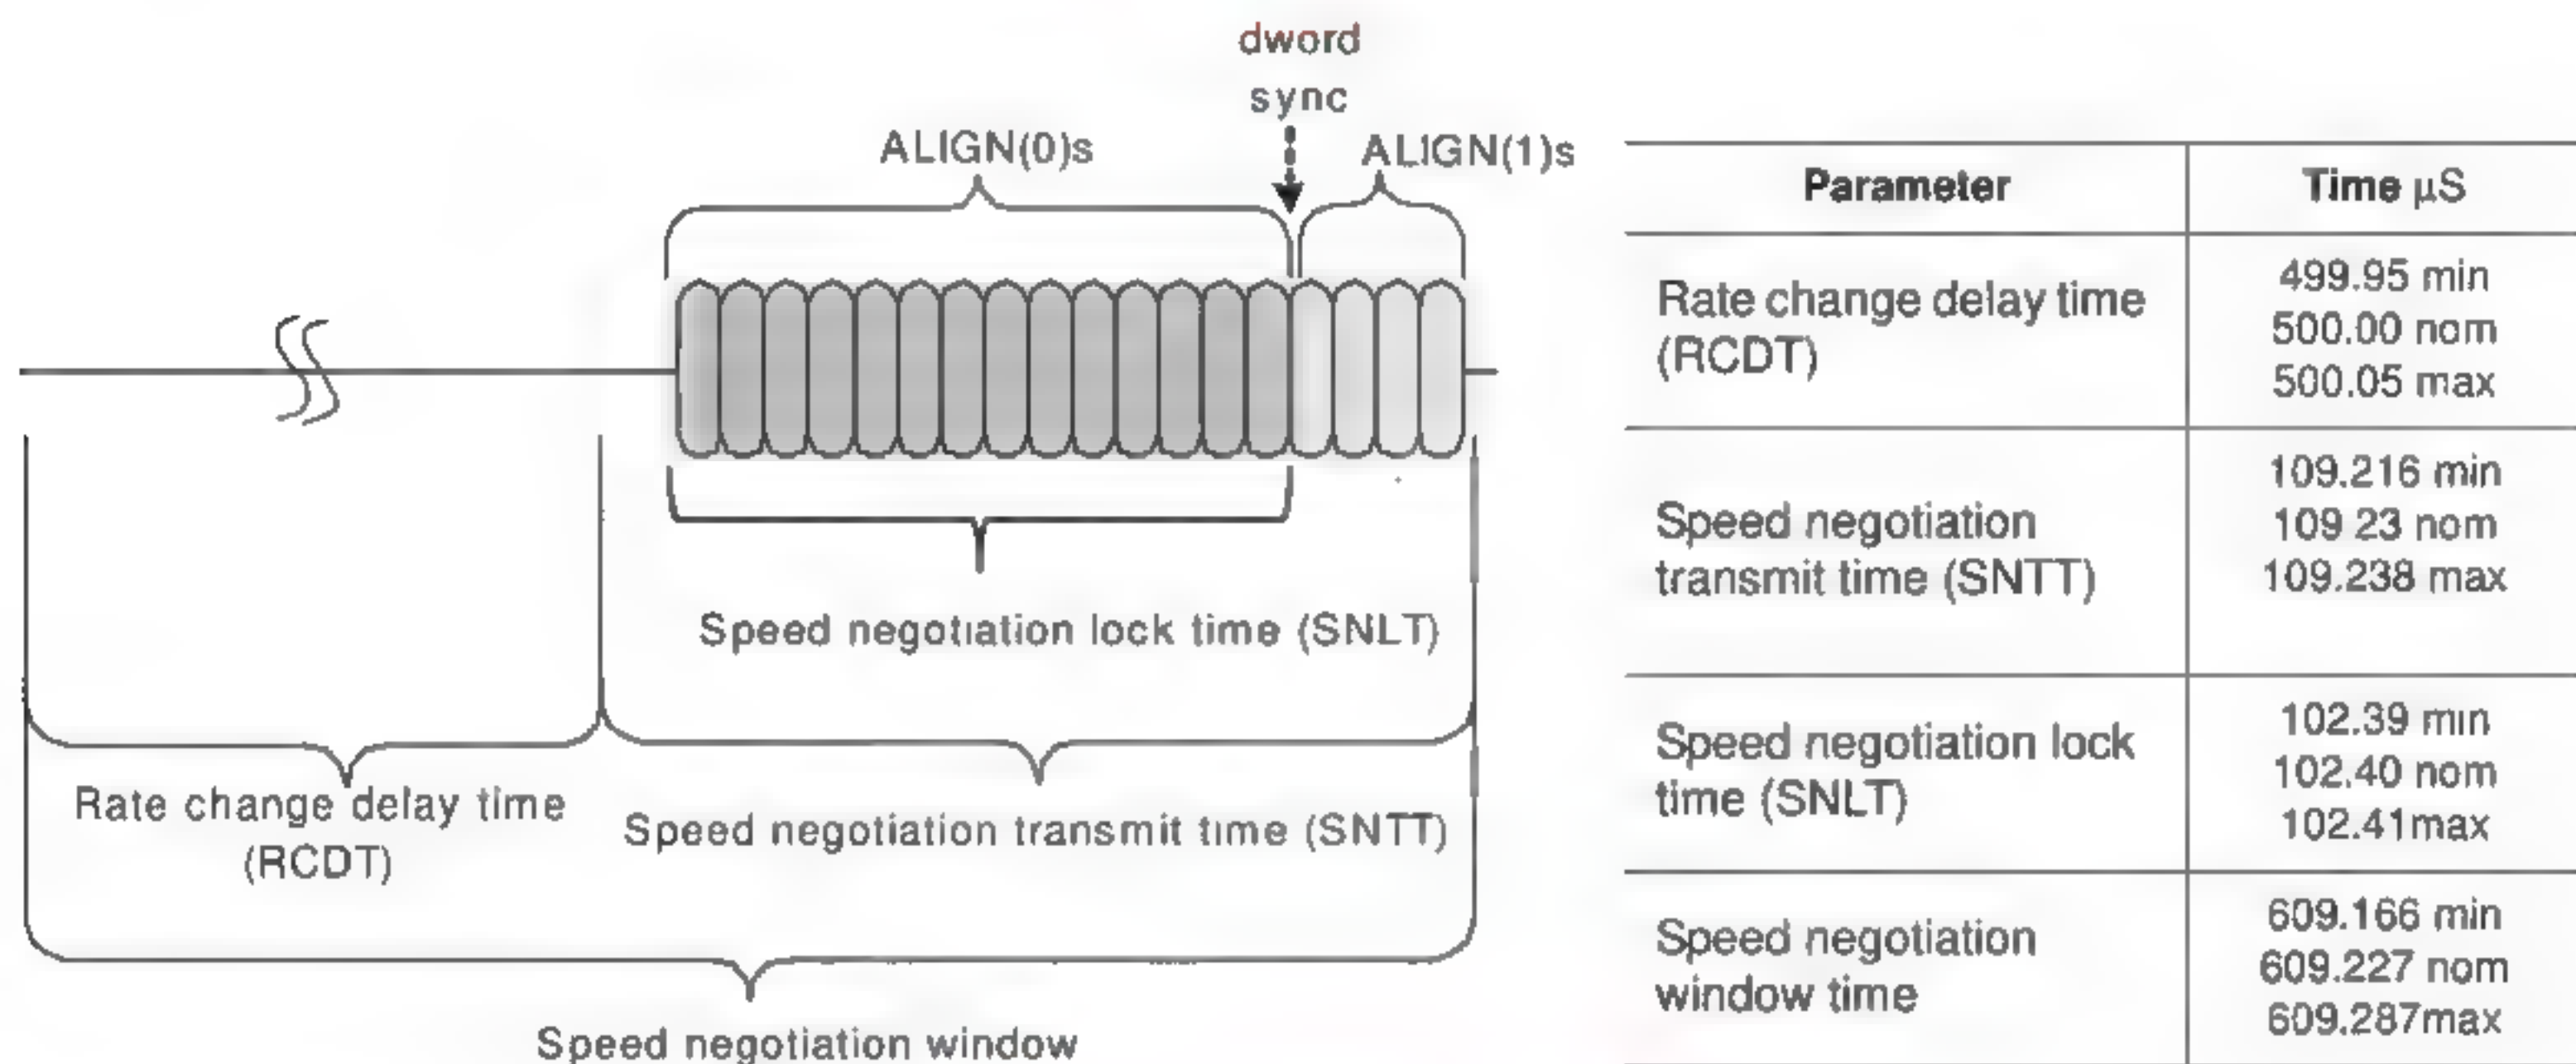 dword
sync
ALIGN(0)s
ALIGN(1)s
Speed negotiation lock time (SNLT)
Rate change delay time
(RCDT)
Speed negotiation transmit time (SNTT)
Speed negotiation window
Parameter
Time µS
Rate change delay time
(RCDT)
499.95 min
500.00 nom
500.05 max
Speed negotiation
transmit time (SNTT)
109.216 min
109 23 nom
109.238 max
Speed negotiation lock
time (SNLT)
102.39 min
102.40 nom
102.41max
Speed negotiation
window time
609.166 min
609.227 nom
609.287max